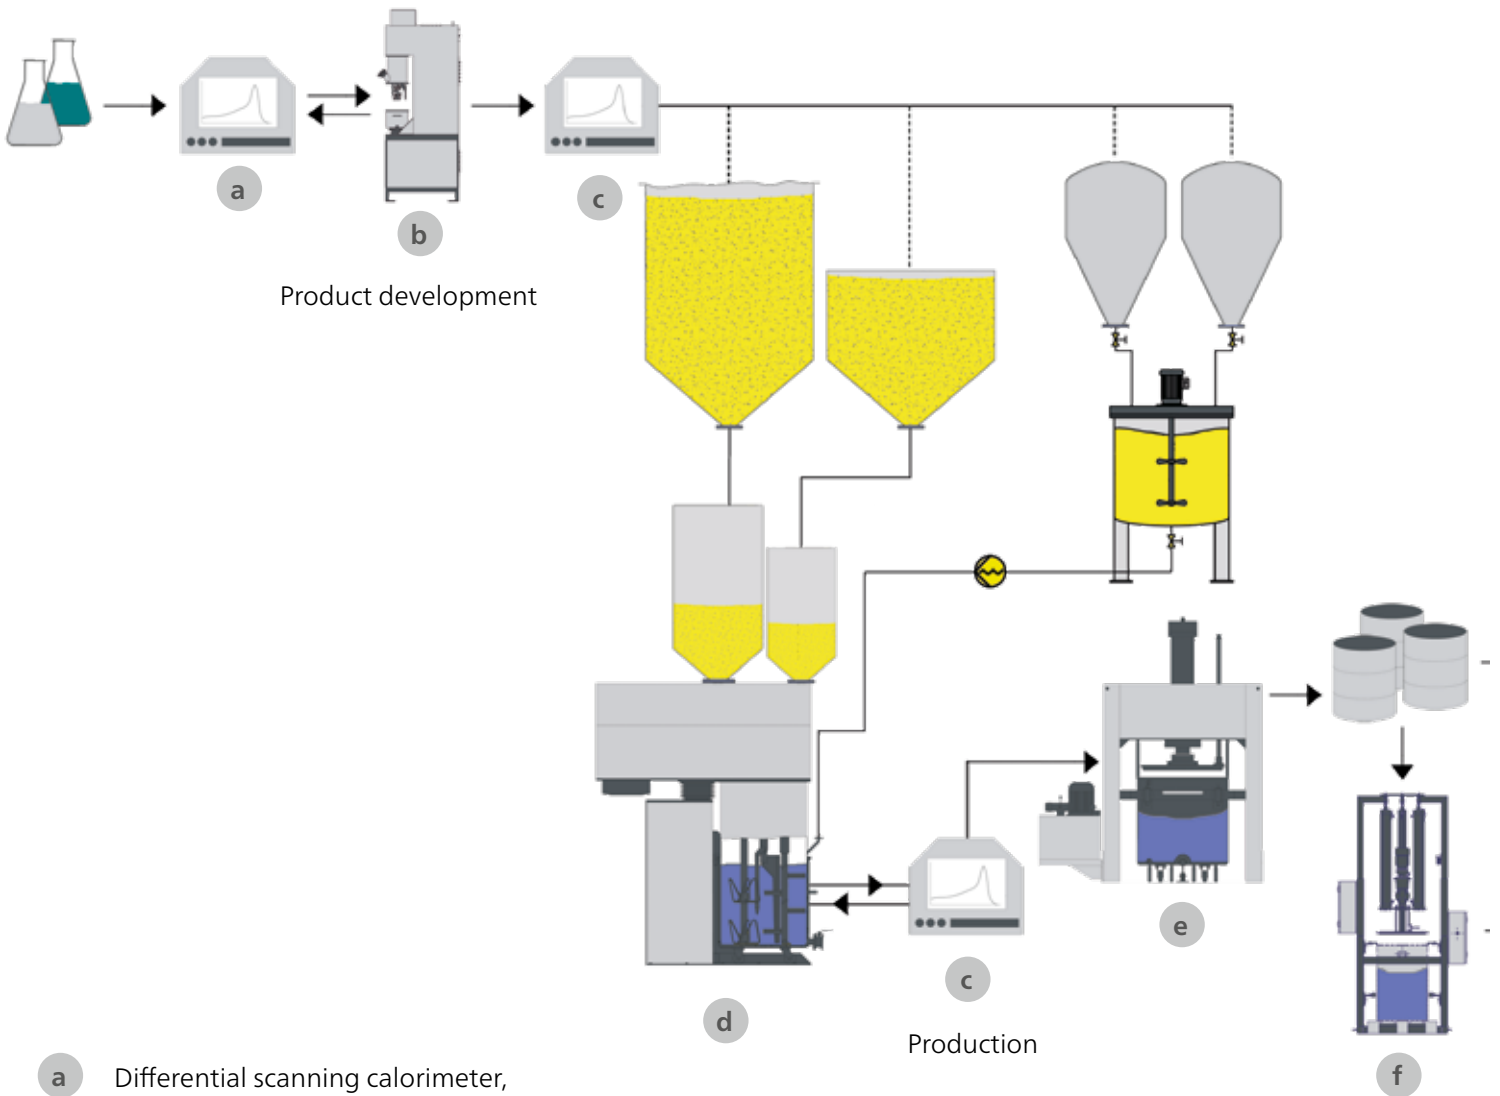 a
b
c
Product development
e
c
d
Production
f
a Differential scanning calorimeter,